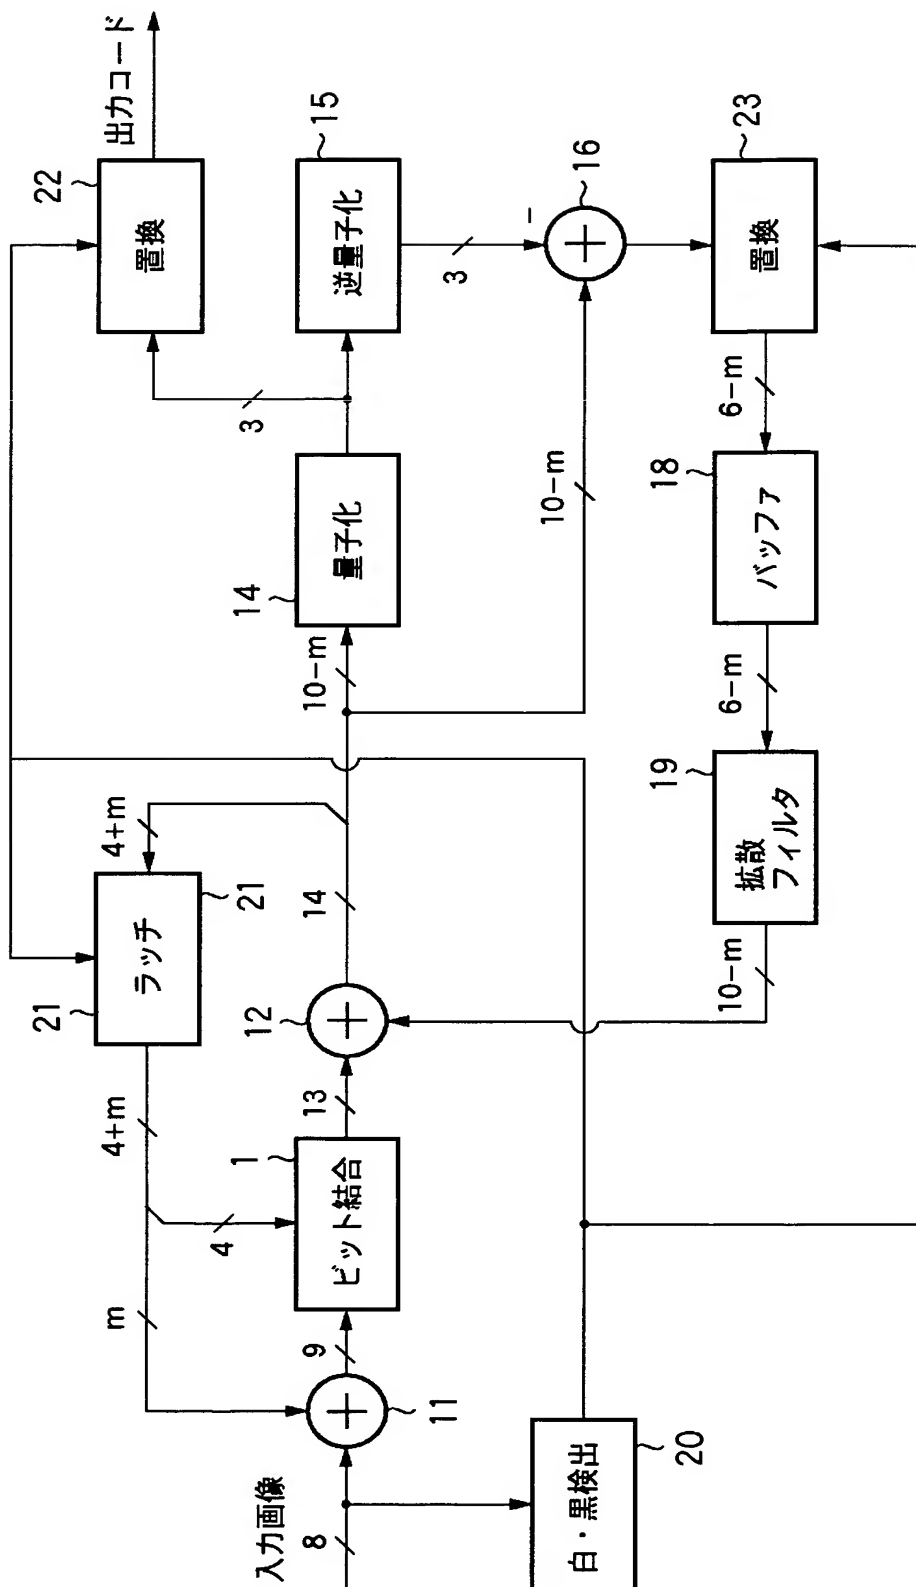 入力画像
8
白・黒検出
20
11
9
m
ビット結合
1
4
13
4+m
ラッチ
21
21
4+m
12
14
10-m
量子化
14
3
置換
22
出力コード
逆量子化
15
3
-
16
10-m
置換
23
6-m
バッファ
18
6-m
拡散
フィルタ
19
10-m